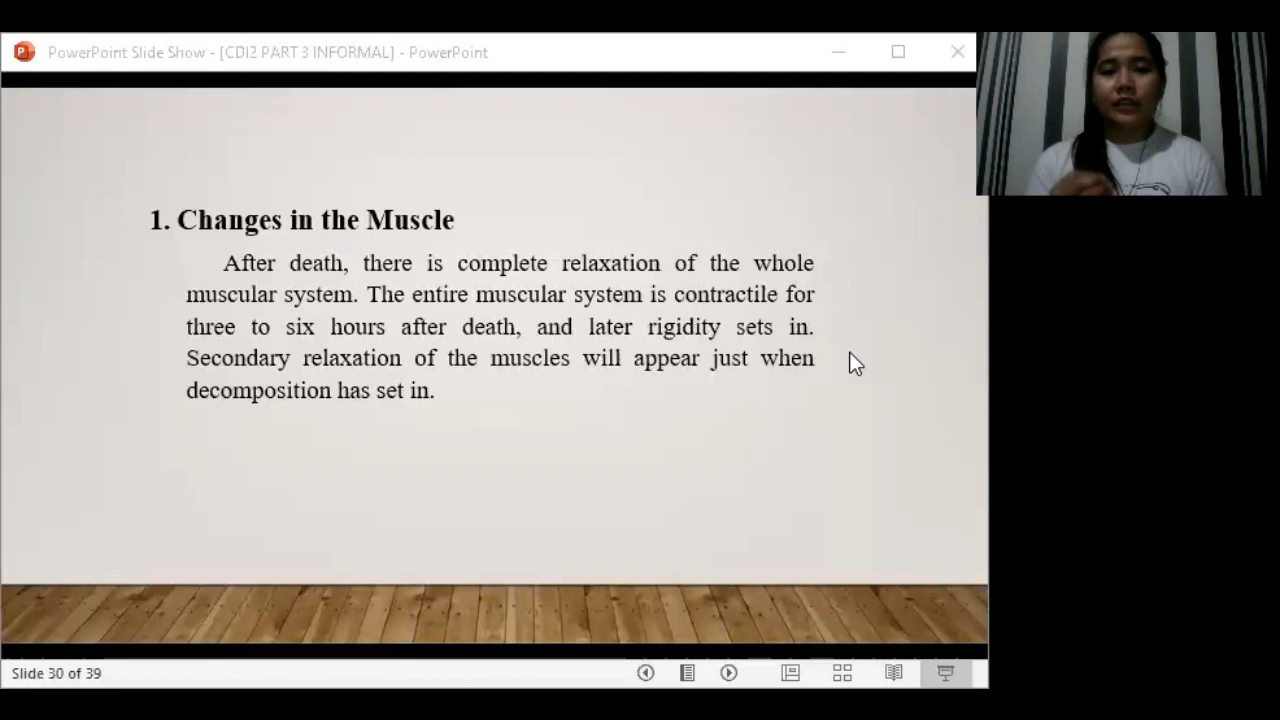 PowerPoint Slide Show - [CDI2 PART 3 INFORMAL] - PowerPoint
1. Changes in the Muscle
After death, there is complete relaxation of the whole
muscular system. The entire muscular system is contractile for
three to six hours after death, and later rigidity sets in.
Secondary relaxation of the muscles will appear just when
decomposition has set in.
Slide 30 of 39